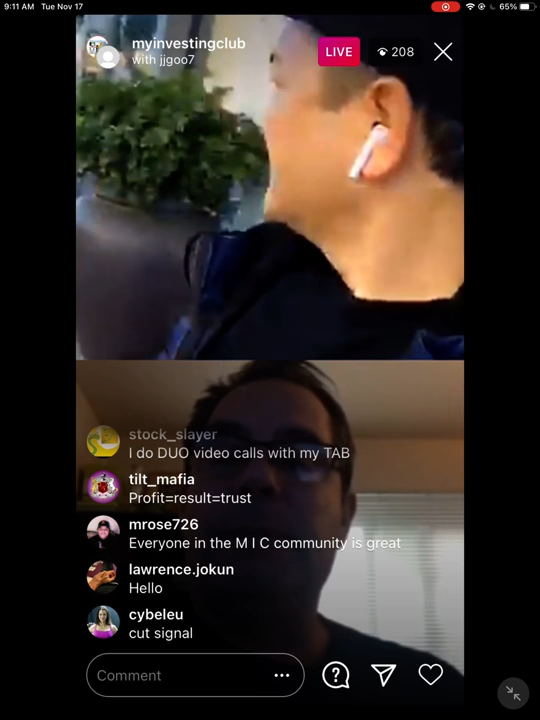 9:11 AM Tue Nov 17
65%
myinvestingclub
with jjgoo7
LIVE
208
stock_slayer
I do DUO video calls with my TAB
tilt_mafia
Profit=result=trust
mrose726
Everyone in the M I C community is great
lawrence.jokun
Hello
cybeleu
cut signal
Comment